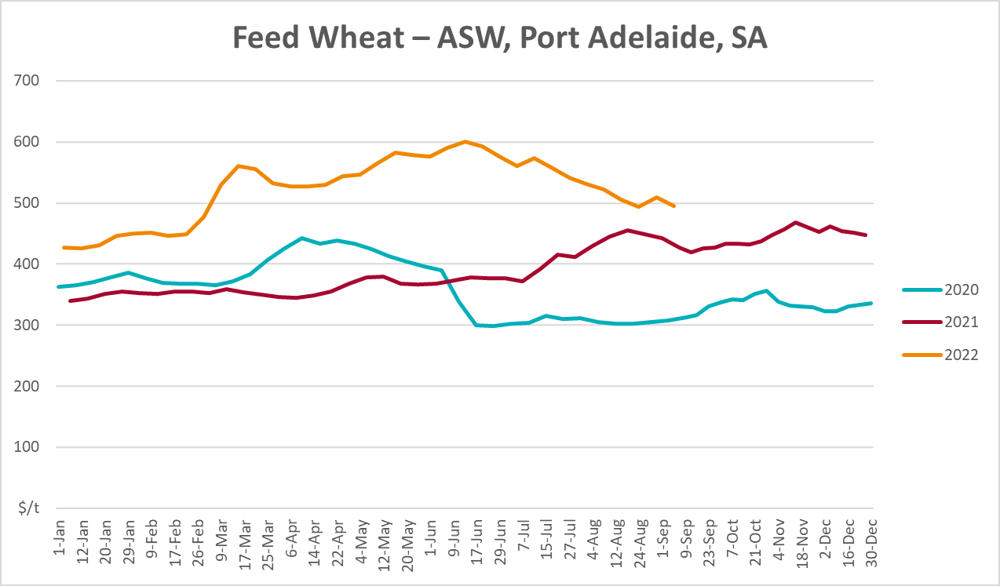 Feed Wheat – ASW, Port Adelaide, SA
700
600
500
400
300
200
100
$/t
1-Jan
12-Jan
20-Jan
29-Jan
9-Feb
17-Feb
26-Feb
9-Mar
17-Mar
25-Mar
6-Apr
14-Apr
22-Apr
4-May
12-May
20-May
1-Jun
9-Jun
17-Jun
29-Jun
7-Jul
15-Jul
27-Jul
4-Aug
12-Aug
24-Aug
1-Sep
9-Sep
23-Sep
7-Oct
21-Oct
4-Nov
18-Nov
2-Dec
16-Dec
30-Dec
2020
2021
2022